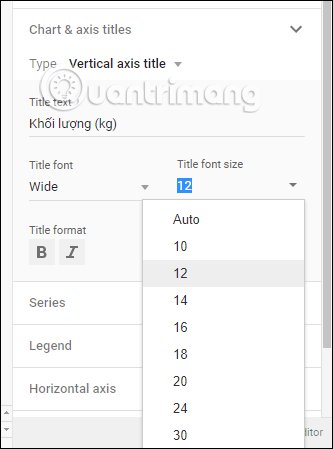 Chart & axis titles
Type Vertical axis title
Quantrimang
Title text
Khối lượng (kg)
Title font
Title font size
Wide
12
Title format
B I
Auto
10
12
14
16
18
20
24
30
Series
Legend
Horizontal axis
ditor